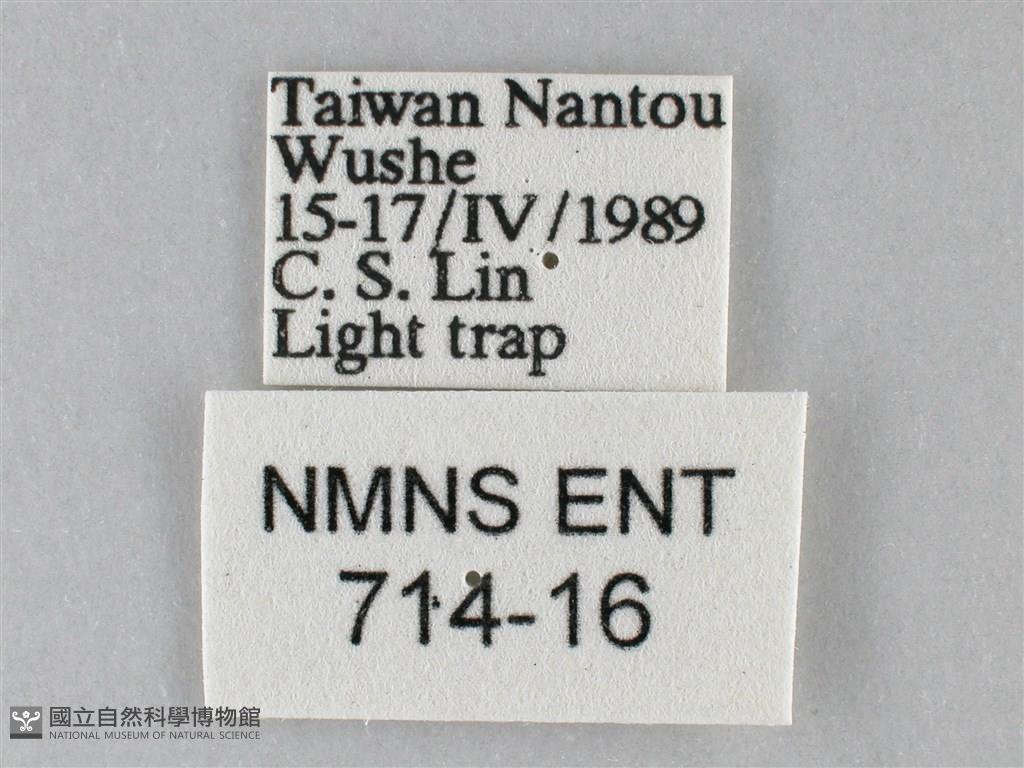 Taiwan Nantou
Wushe
15-17/IV/1989
C. S. Lin
Light trap
NMNS ENT
714-16
國立自然科學博物館
NATIONAL MUSEUM OF NATURAL SCIENCE